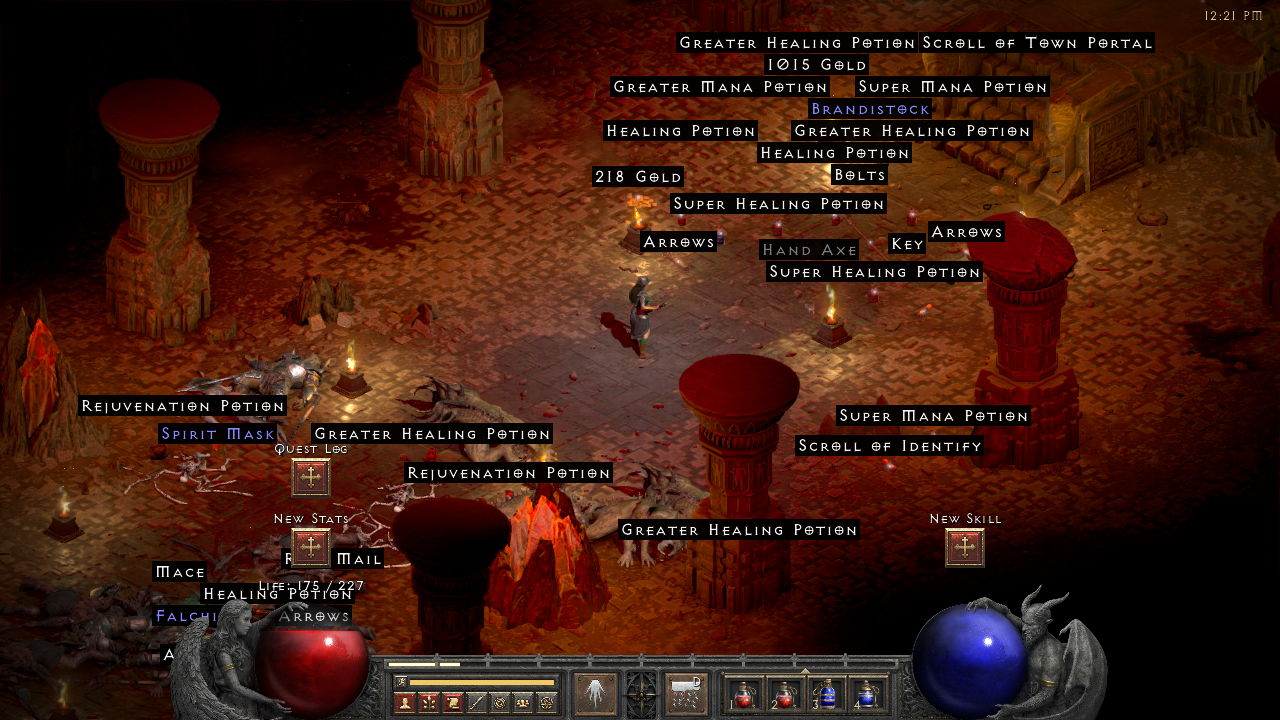 12:21 PM
Greater Healing Potion Scroll of Town Portal
1015 Gold
Greater Mana Potion Super Mana Potion
Brandistock
Healing Potion Greater Healing Potion
Healing Potion
218 Gold Bolts
Super Healing Potion
Arrows Hand Axe Key Arrows
Super Healing Potion
Rejuvenation Potion Super Mana Potion
Spirit Mask Greater Healing Potion Scroll of Identify
Quest Log
Rejuvenation Potion
New Stats Greater Healing Potion New Skill
Mail
Mace
Life: 175 / 227
Healing Potion
Arrows
D
1 2 3 4